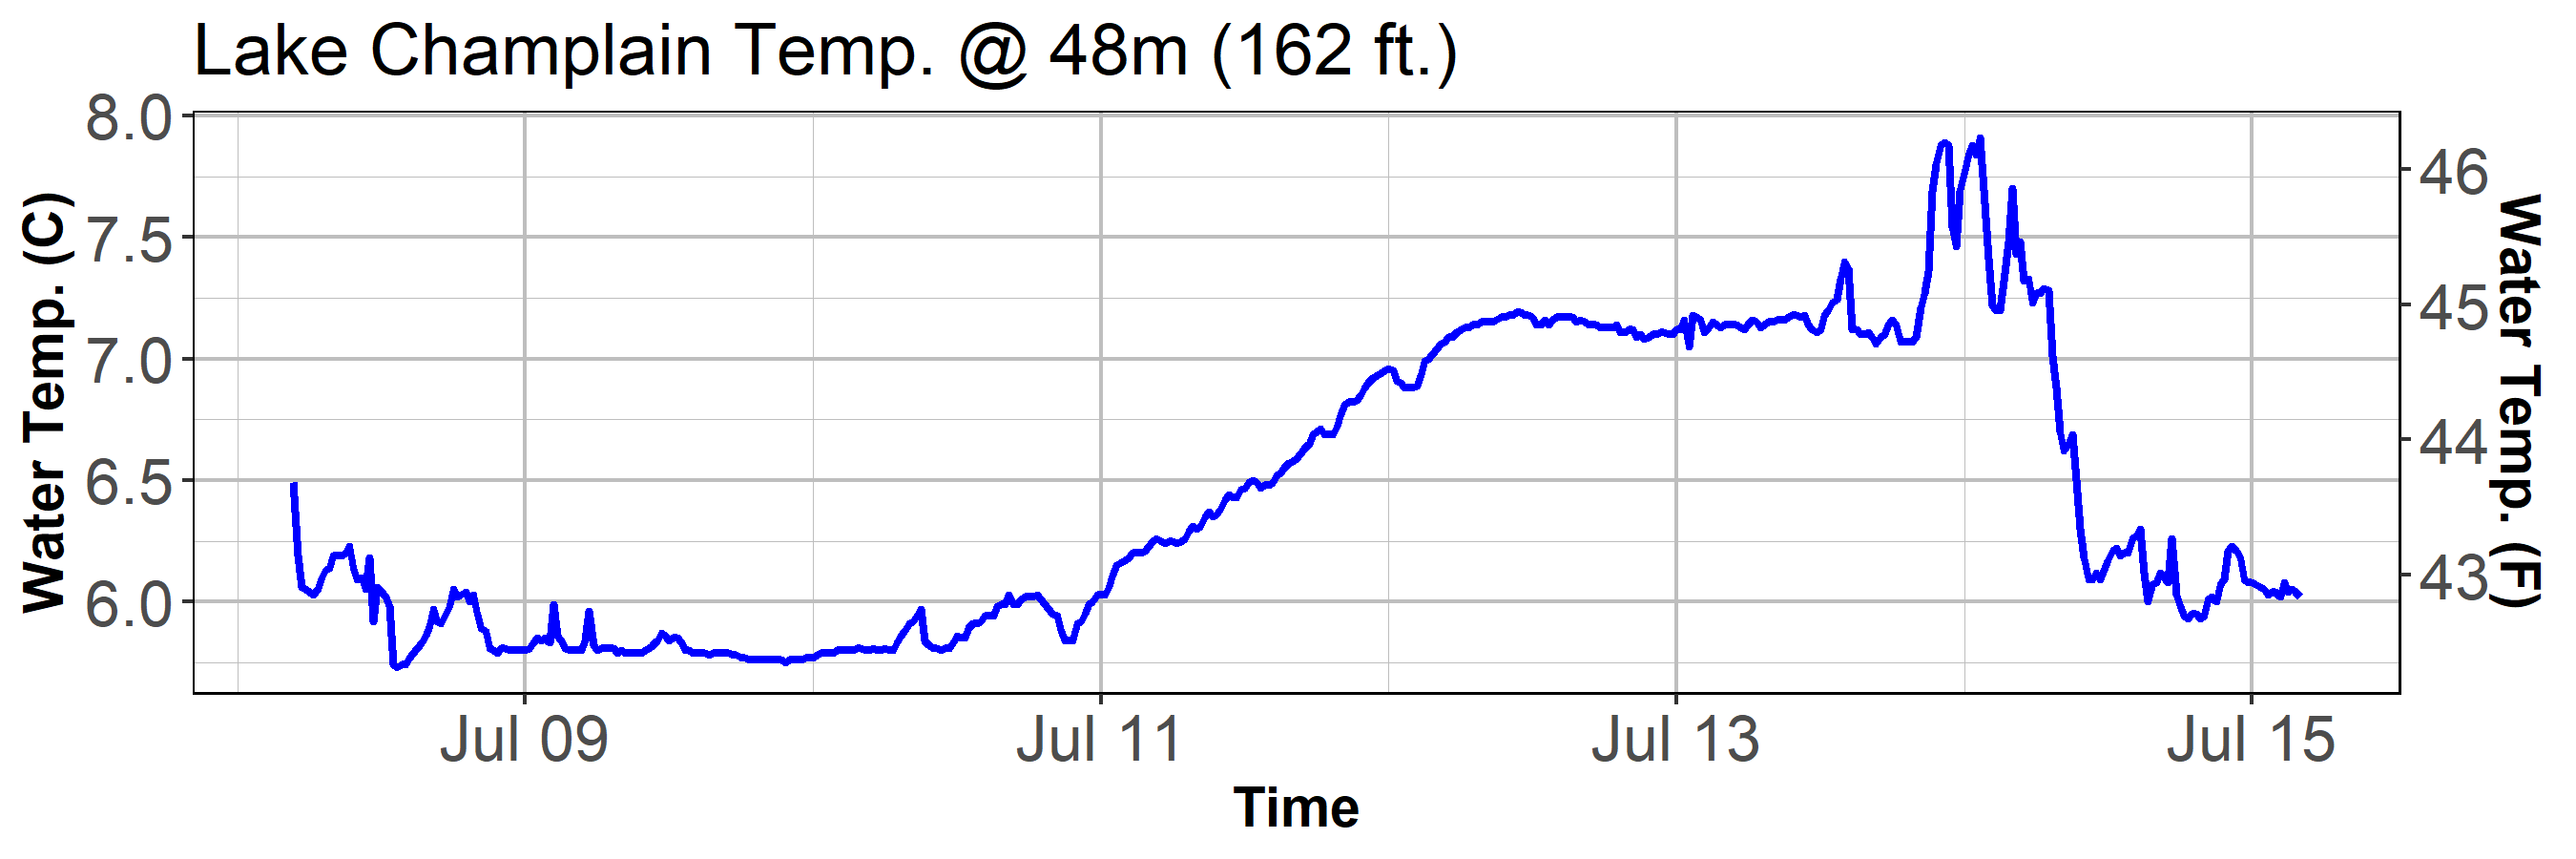 Lake Champlain Temp. @ 48m (162 ft.)
Water Temp. (C)
8.0
7.5
7.0
6.5
6.0
46
45
44
43
Water Temp. (F)
Jul 09
Jul 11
Jul 13
Jul 15
Time